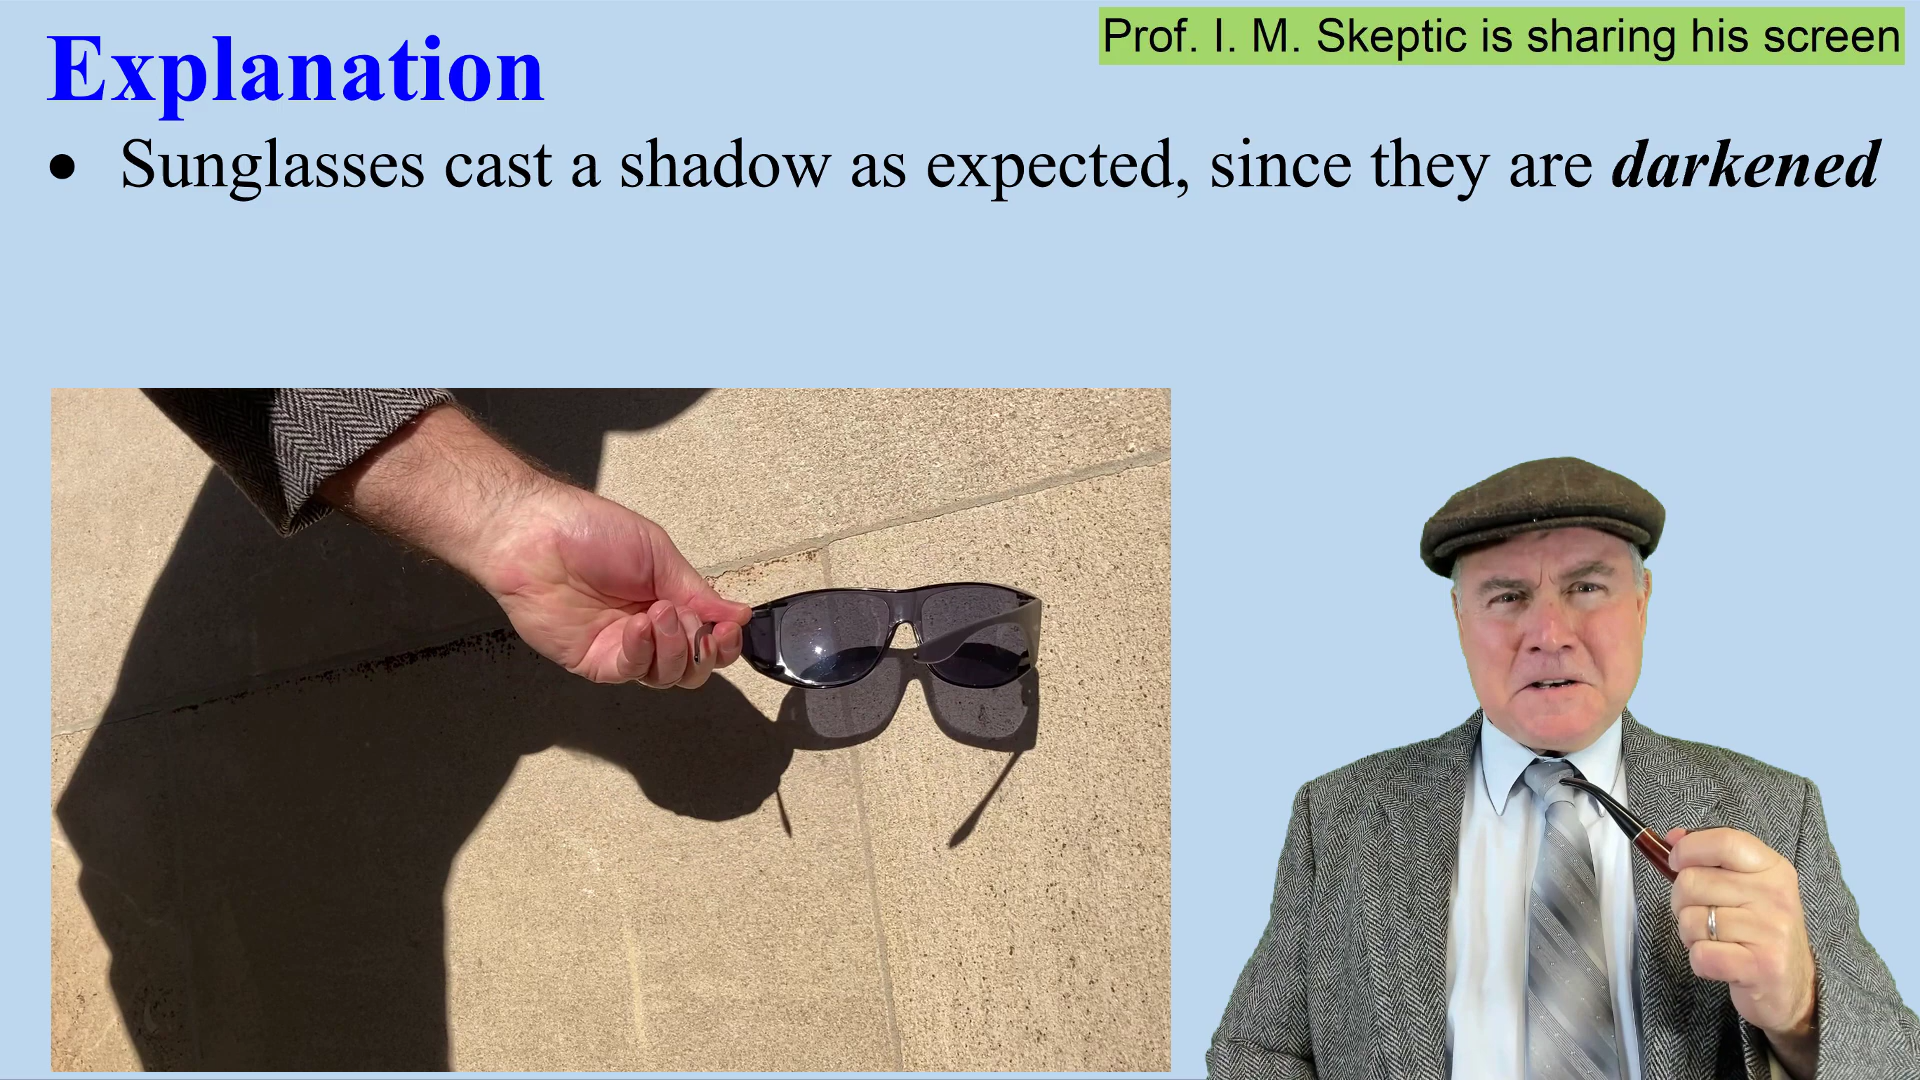 Prof. I. M. Skeptic is sharing his screen
Explanation
• Sunglasses cast a shadow as expected, since they are darkened